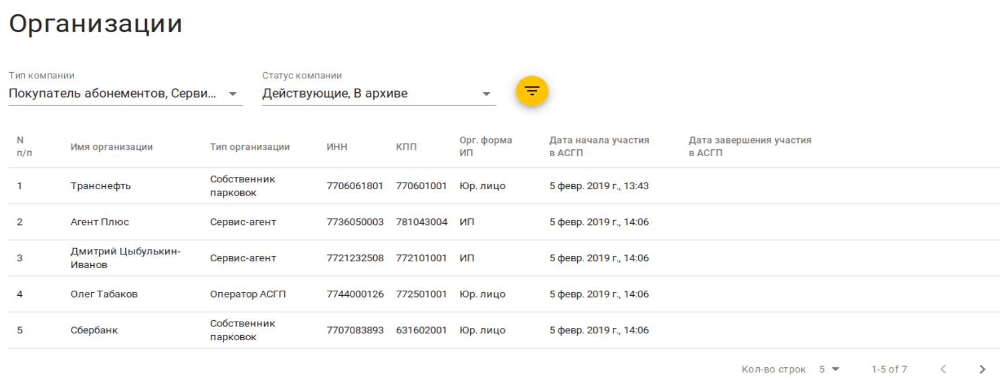 Организации
Тип компании
Статус компании
Покупатель абонементов, Серви...
Действующие, В архиве
N п/п
Имя организации
Тип организации
ИНН
КПП
Орг. форма ИП
Дата начала участия в АСГП
Дата завершения участия в АСГП
1 Транснефть Собственник парковок 7706061801 770601001 Юр. лицо 5 февр. 2019 г., 13:43
2 Агент Плюс Сервис-агент 7736050003 781043004 ИП 5 февр. 2019 г., 14:06
3 Дмитрий Цыбулькин-Иванов Сервис-агент 7721232508 772101001 ИП 5 февр. 2019 г., 14:06
4 Олег Табаков Оператор АСГП 7744000126 772501001 Юр. лицо 5 февр. 2019 г., 14:06
5 Сбербанк Собственник парковок 7707083893 631602001 Юр. лицо 5 февр. 2019 г., 14:06
Кол-во строк 5 1-5 of 7